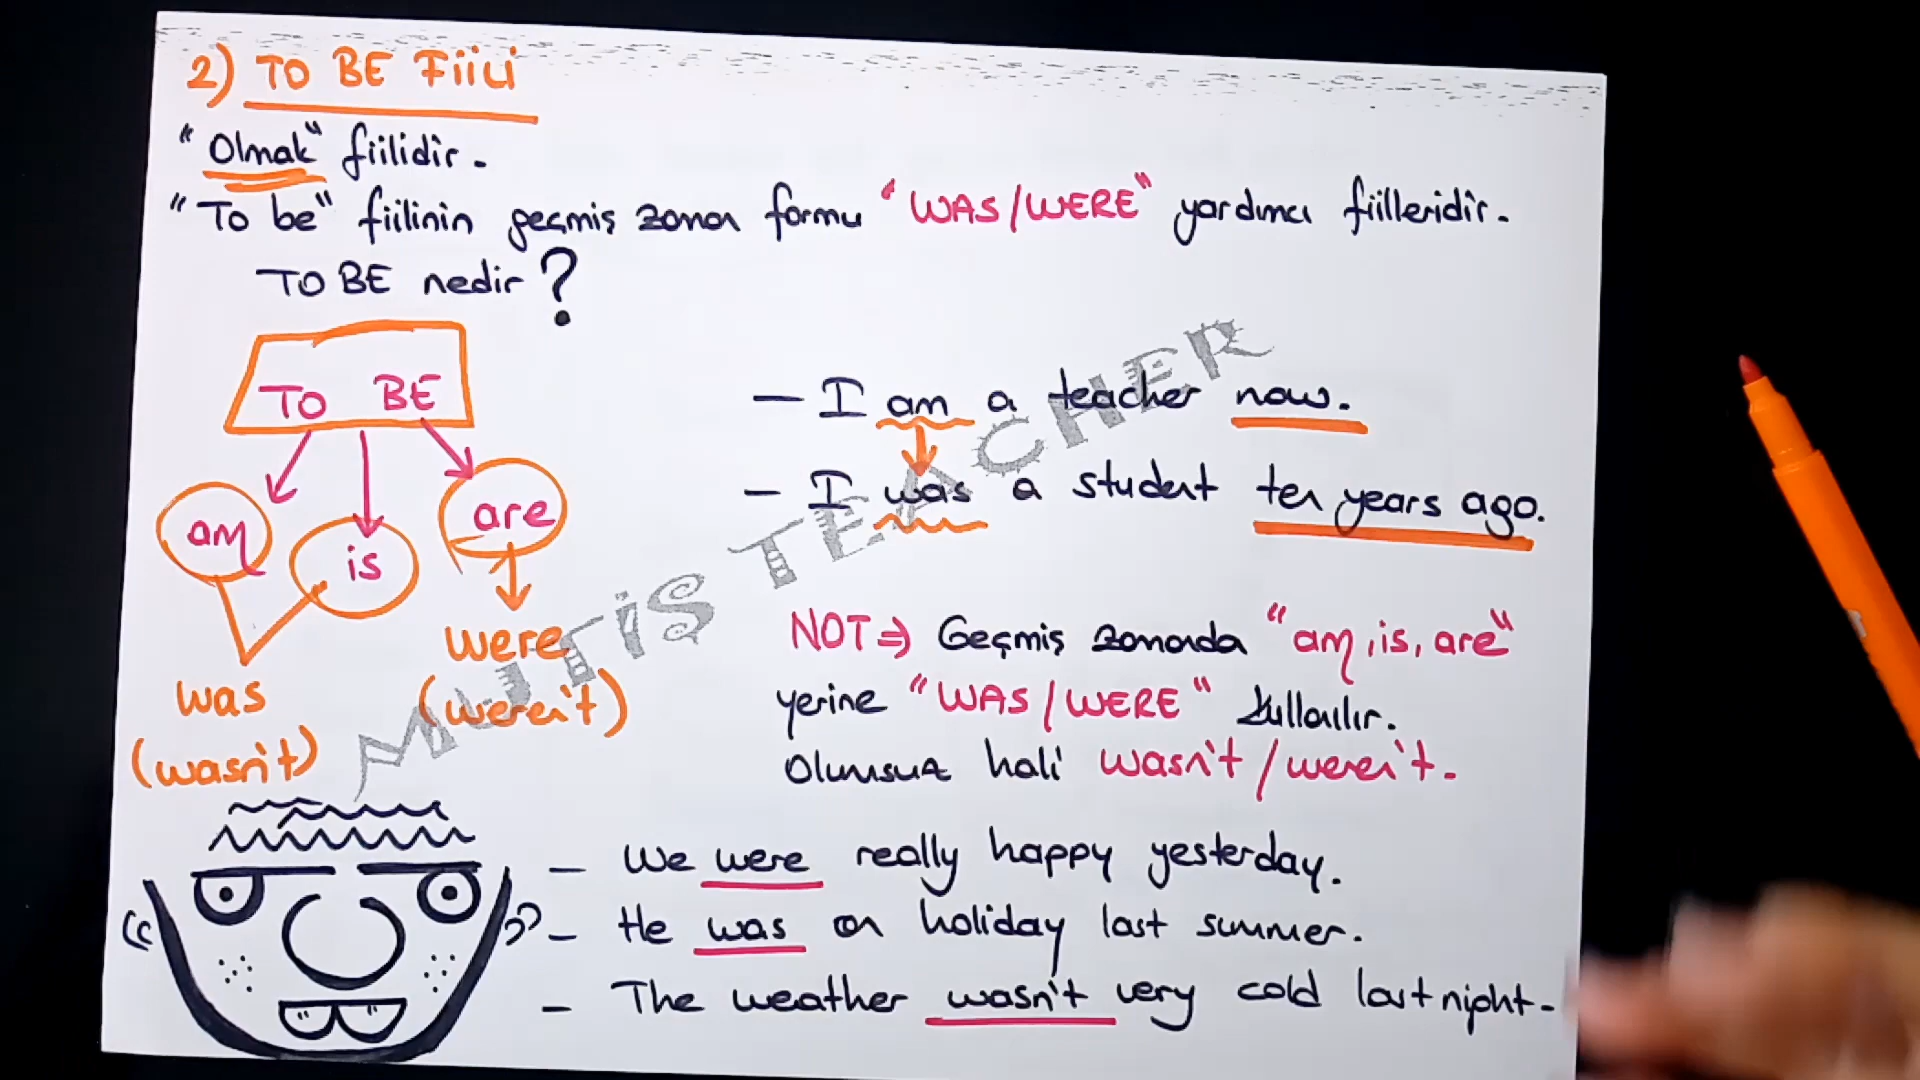 2) TO BE Fiili
"Olmak" fiilidir.
"To be" fiilinin geçmiş zaman formu "WAS/WERE" yardımcı fiilleridir.
TO BE nedir?
TO BE
am
is
are
was
(wasn't)
were
(weren't)
- I am a teacher now.
- I was a student ten years ago.
NOT => Geçmiş zamanda "am, is, are"
yerine "WAS/WERE" kullanılır.
Olumsuz hali wasn't/weren't.
- We were really happy yesterday.
- He was on holiday last summer.
- The weather wasn't very cold last night.
MUTİŞ TEACHER